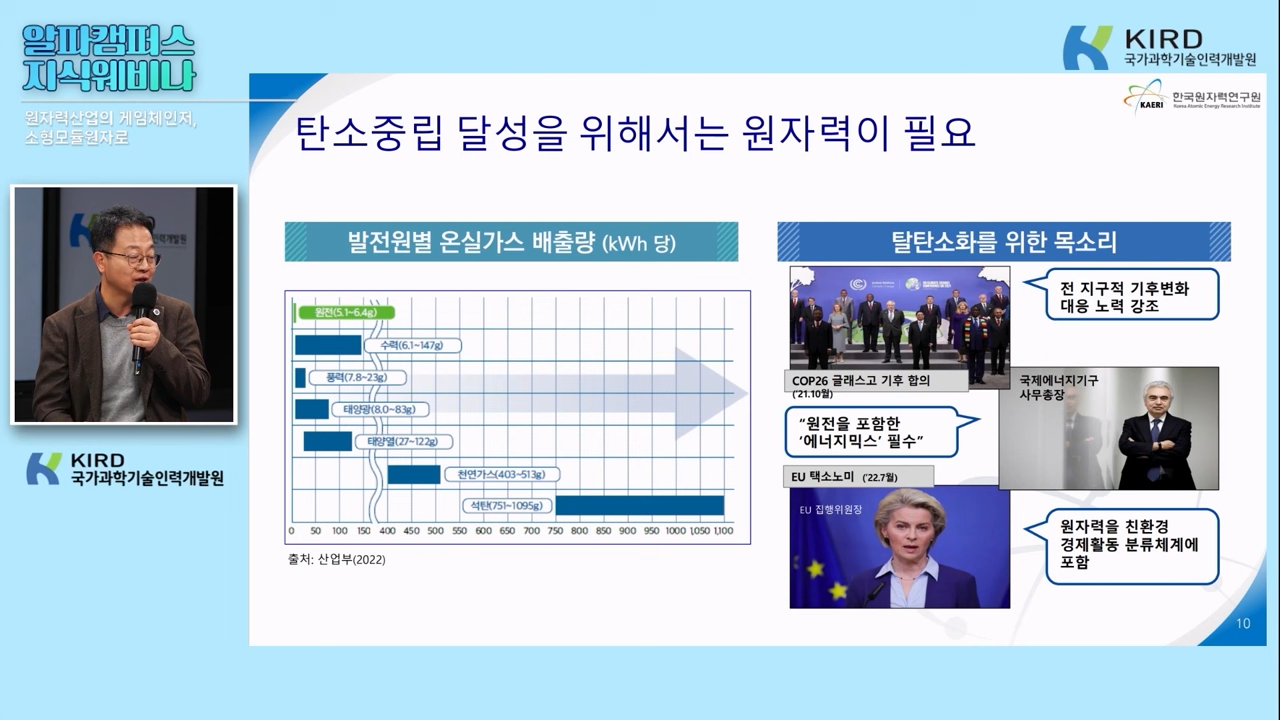 알파캠퍼스
지식웨비나
원자력산업의 게임체인저,
소형모듈원자로
KIRD
국가과학기술인력개발원
KIRD
국가과학기술인력개발원
KAERI
한국원자력연구원
Korea Atomic Energy Research Institute
탄소중립 달성을 위해서는 원자력이 필요
발전원별 온실가스 배출량 (kWh 당)
원전(5.1~6.4g)
수력(6.1~147g)
풍력(7.8~23g)
태양광(8.0~83g)
태양열(27~122g)
천연가스(403~513g)
석탄(751~1095g)
0 50 100 150 400 450 500 550 600 650 700 750 800 850 900 950 1000 1,050 1,100
출처: 산업부(2022)
탈탄소화를 위한 목소리
전 지구적 기후변화
대응 노력 강조
COP26 글래스고 기후 합의
('21.10월)
국제에너지기구
사무총장
“원전을 포함한
‘에너지믹스’ 필수”
EU 택소노미 ('22.7월)
EU 집행위원장
원자력을 친환경
경제활동 분류체계에
포함
10